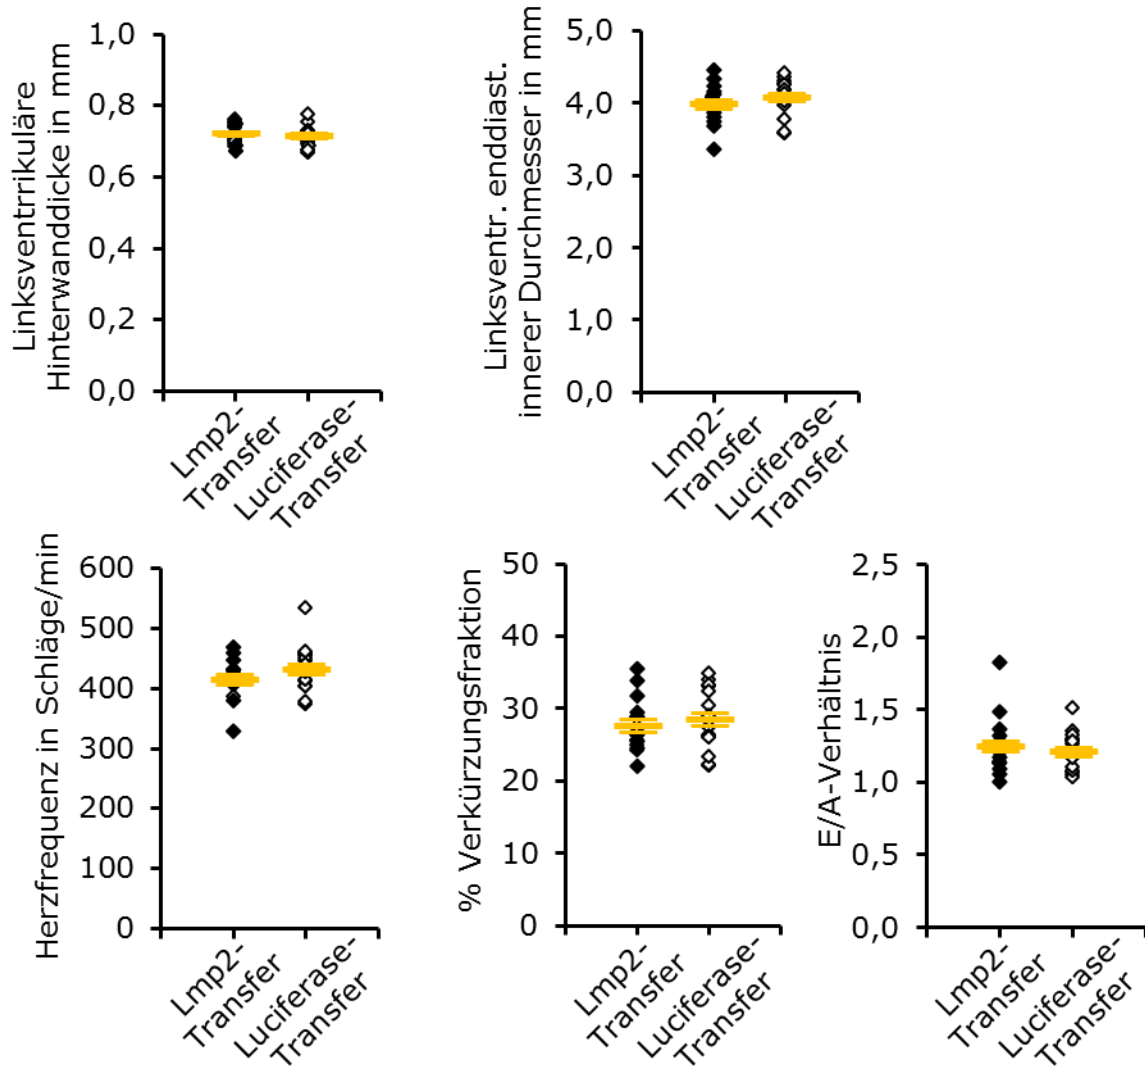 Linksventrrikuläre
Hinterwanddicke in mm
1,0
0,8
0,6
0,4
0,2
0,0
Lmp2-
Transfer
Luciferase-
Transfer
Linksventr. enddiast.
innerer Durchmesser in mm
5,0
4,0
3,0
2,0
1,0
0,0
Lmp2-
Transfer
Luciferase-
Transfer
Herzfrequenz in Schläge/min
600
500
400
300
200
100
0
Lmp2-
Transfer
Luciferase-
Transfer
% Verkürzungsfraktion
50
40
30
20
10
0
Lmp2-
Transfer
Luciferase-
Transfer
E/A-Verhältnis
2,5
2,0
1,5
1,0
0,5
0,0
Lmp2-
Transfer
Luciferase-
Transfer